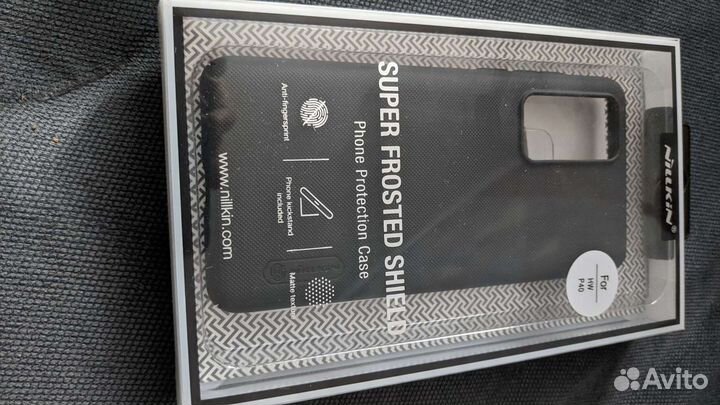 NILLKIN®
SUPER FROSTED SHIELD
Phone Protection Case
Anti-fingersprint
Phone kickstand
included
Matte texture
www.nillkin.com
For
HW
P40
Avito